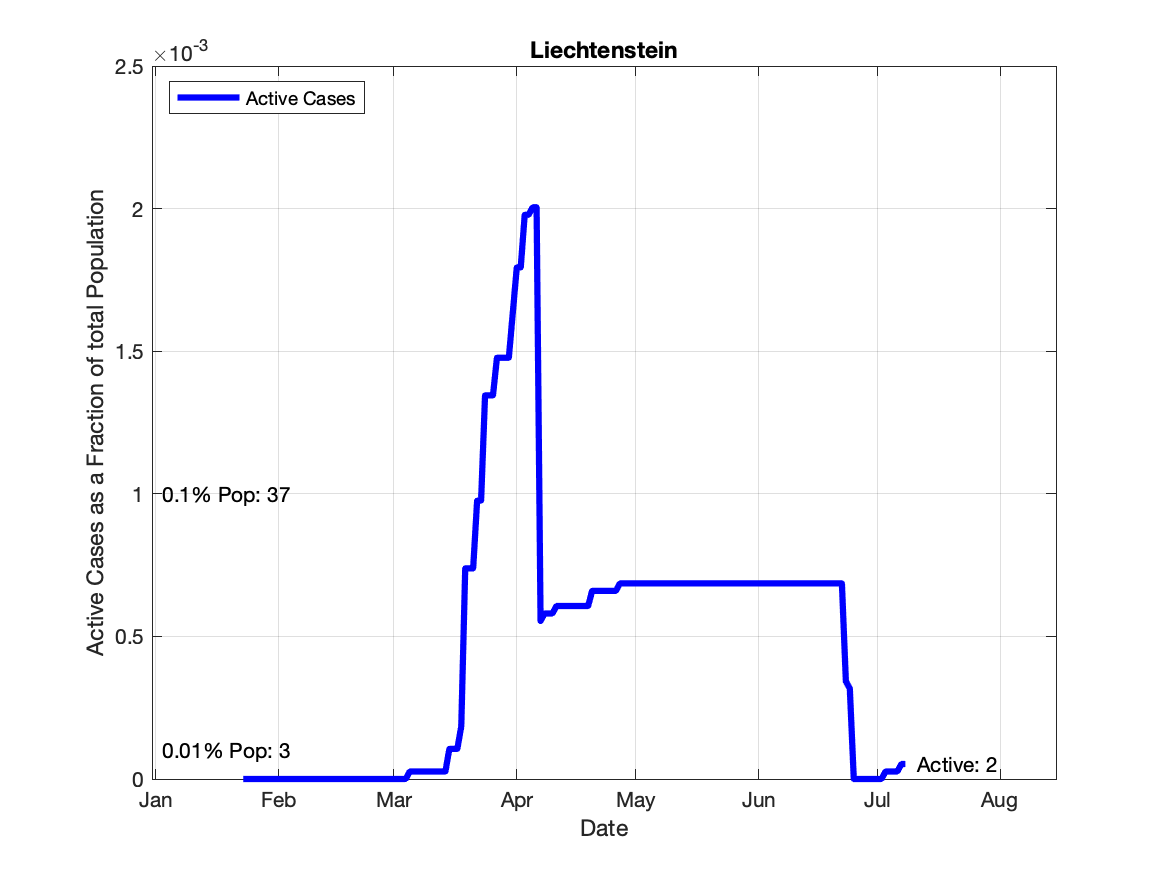 Liechtenstein
×10-3
2.5
2
1.5
1
0.5
0
Active Cases
Active Cases as a Fraction of total Population
0.1% Pop: 37
0.01% Pop: 3
Active: 2
Jan Feb Mar Apr May Jun Jul Aug
Date